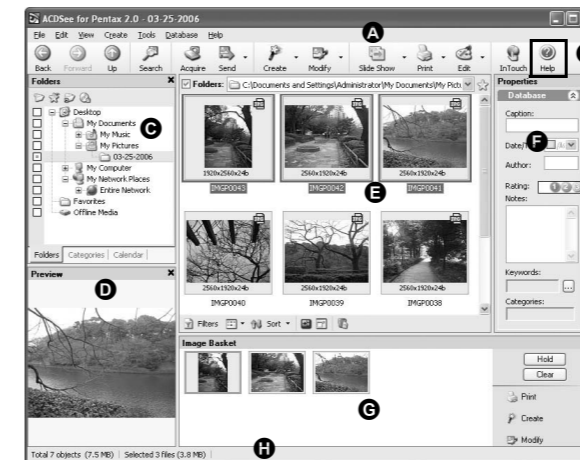 ACDSee for Pentax 2.0 - 03-25-2006
File Edit View Create Tools Database Help
A
Back Forward Up Search Acquire Send Create Modify Slide Show Print Edit InTouch Help
Folders
Desktop
My Documents
C
My Music
My Pictures
03-25-2006
My Computer
My Network Places
Entire Network
Favorites
Offline Media
Folders Categories Calendar
Preview
D
Folders: C:\Documents and Settings\Administrator\My Documents\My Pictu
1920x2560x24b 2560x1920x24b 2560x1920x24b
IMGP0043 IMGP0042 IMGP0041
E
2560x1920x24b 2560x1920x24b 2560x1920x24b
IMGP0040 IMGP0039 IMGP0038
Filters Sort
Properties
Database
Caption:
F
Author:
Rating: 1 2
Notes:
Keywords:
...
Categories:
Image Basket
G
Hold
Clear
Print
Create
Modify
Total 7 objects (7.5 MB) Selected 3 files (3.8 MB)
H